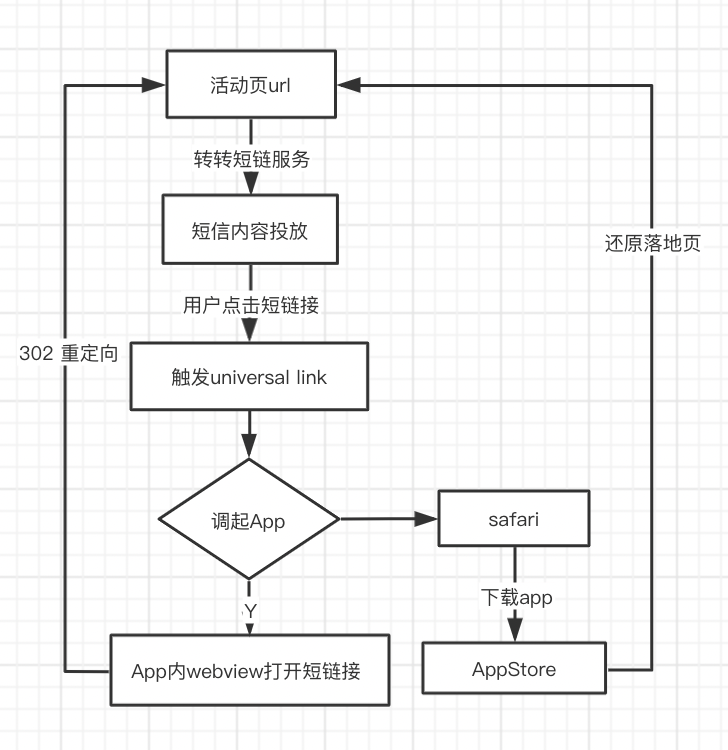 活动页url
转转短链服务
短信内容投放
还原落地页
用户点击短链接
302 重定向
触发universal link
调起App
safari
下载app
Y
App内webview打开短链接
AppStore